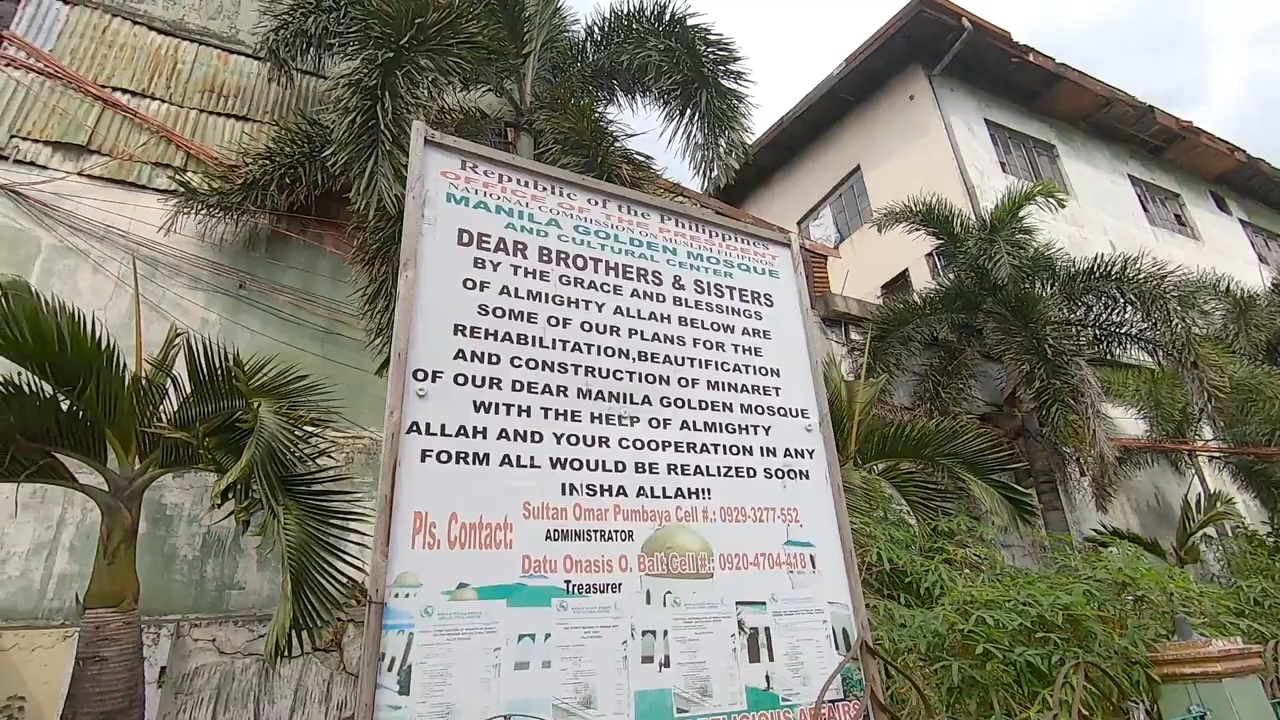 Republic of the Philippines
OFFICE OF THE PRESIDENT
NATIONAL COMMISSION ON MUSLIM FILIPINOS
MANILA GOLDEN MOSQUE
AND CULTURAL CENTER
DEAR BROTHERS & SISTERS
BY THE GRACE AND BLESSINGS
OF ALMIGHTY ALLAH BELOW ARE
SOME OF OUR PLANS FOR THE
REHABILITATION,BEAUTIFICATION
AND CONSTRUCTION OF MINARET
OF OUR DEAR MANILA GOLDEN MOSQUE
WITH THE HELP OF ALMIGHTY
ALLAH AND YOUR COOPERATION IN ANY
FORM ALL WOULD BE REALIZED SOON
INSHA ALLAH!!
Pls. Contact:
Sultan Omar Pumbaya Cell #.: 0929-3277-552
ADMINISTRATOR
Datu Onasis O. Balt Cell #.: 0920-4704-418
Treasurer
RELIGIOUS AFFAIRS